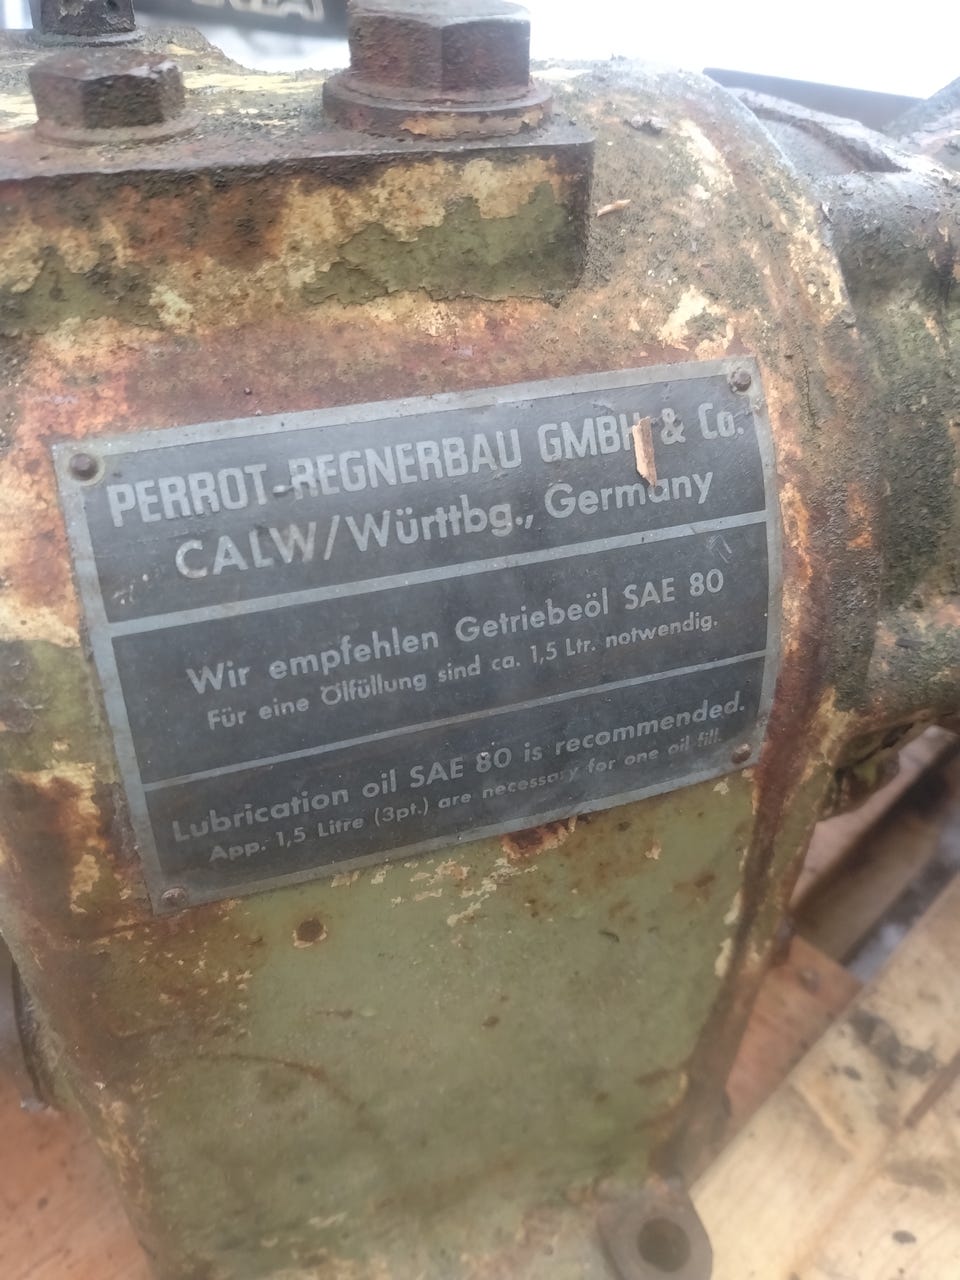 PERROT-REGNERBAU GMBH & Co.
CALW/Württbg., Germany
Wir empfehlen Getriebeöl SAE 80
Für eine Ölfüllung sind ca. 1,5 Ltr. notwendig.
Lubrication oil SAE 80 is recommended.
App. 1,5 Litre (3pt.) are necessary for one oil fill.